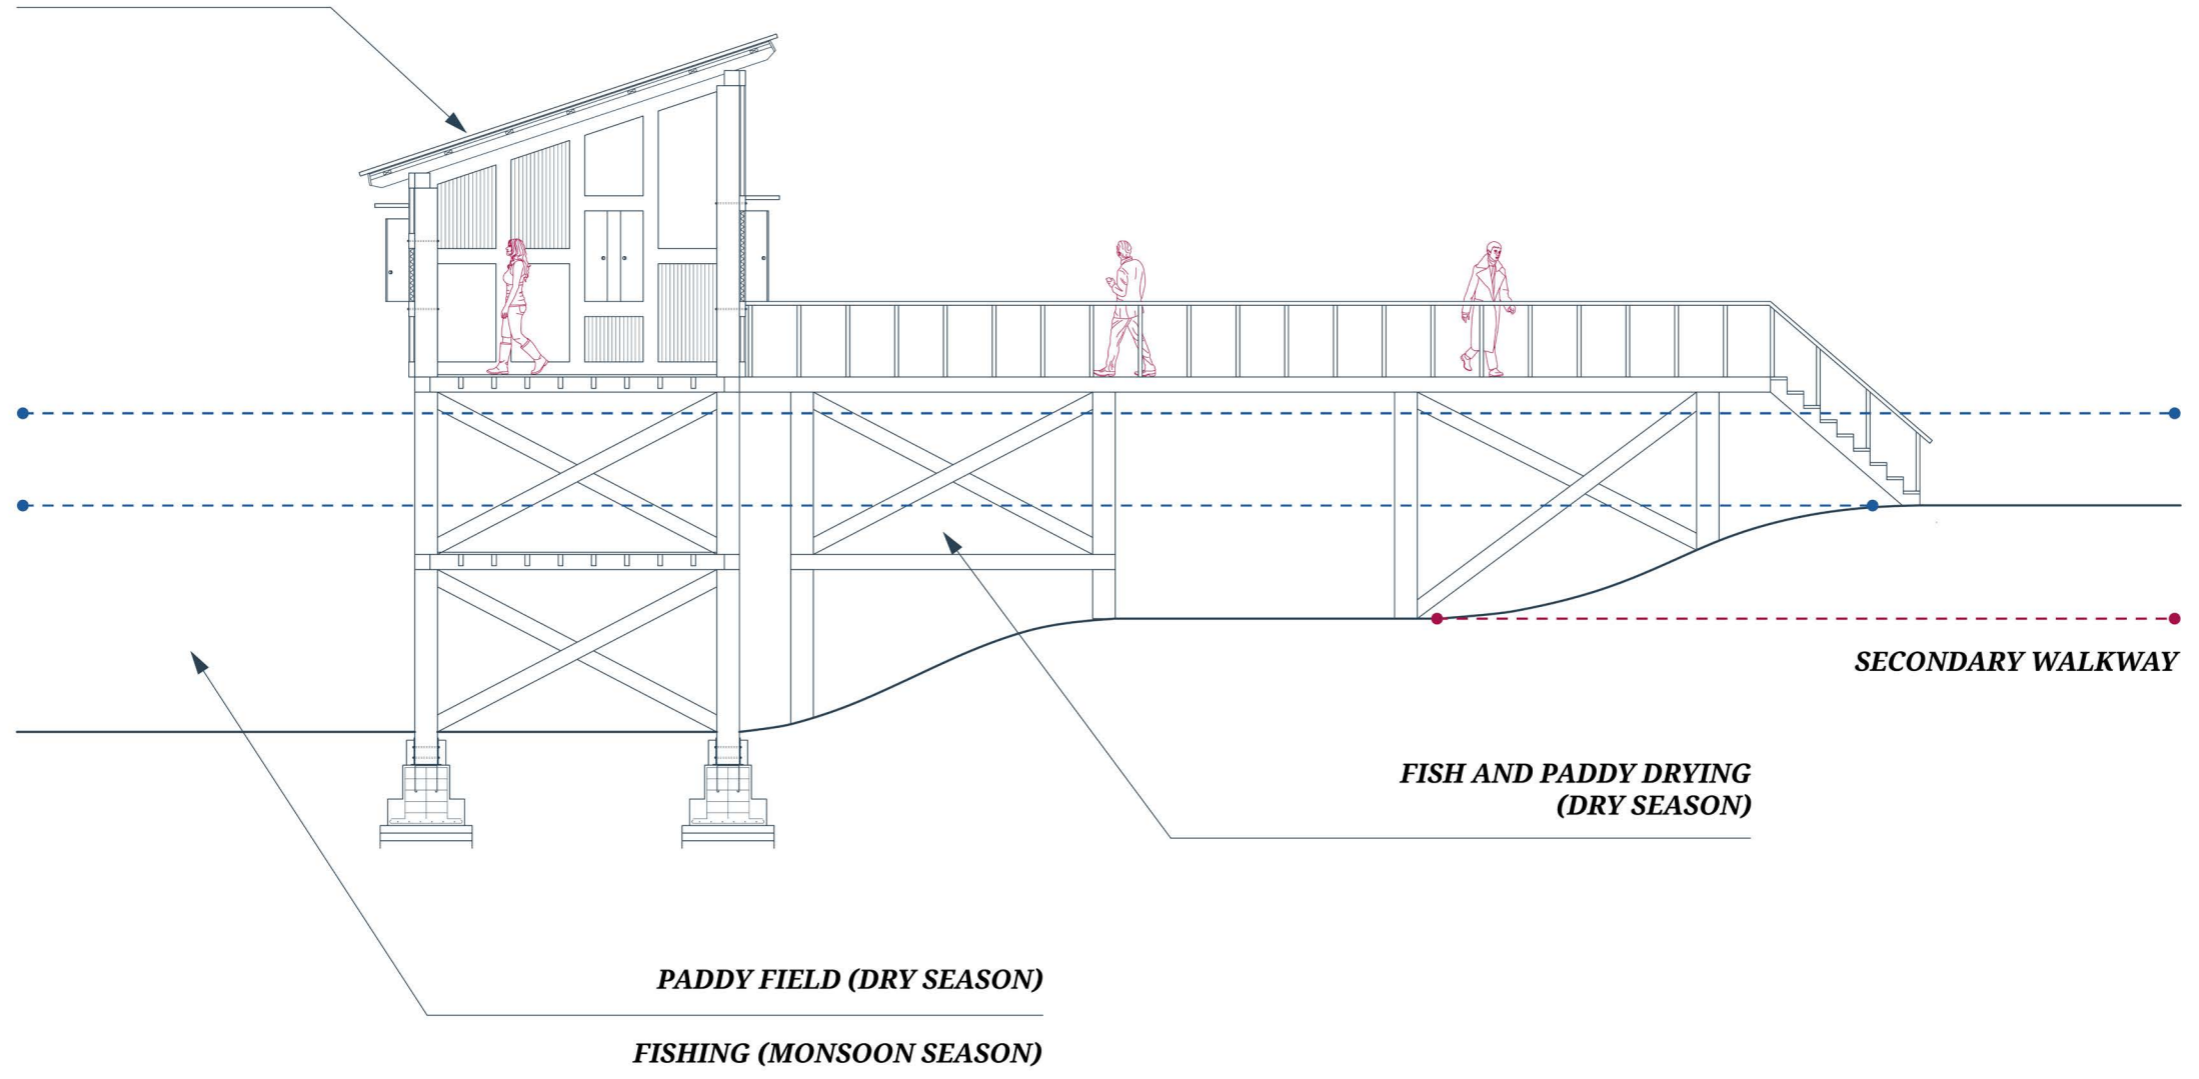 SECONDARY WALKWAY
FISH AND PADDY DRYING
(DRY SEASON)
PADDY FIELD (DRY SEASON)
FISHING (MONSOON SEASON)